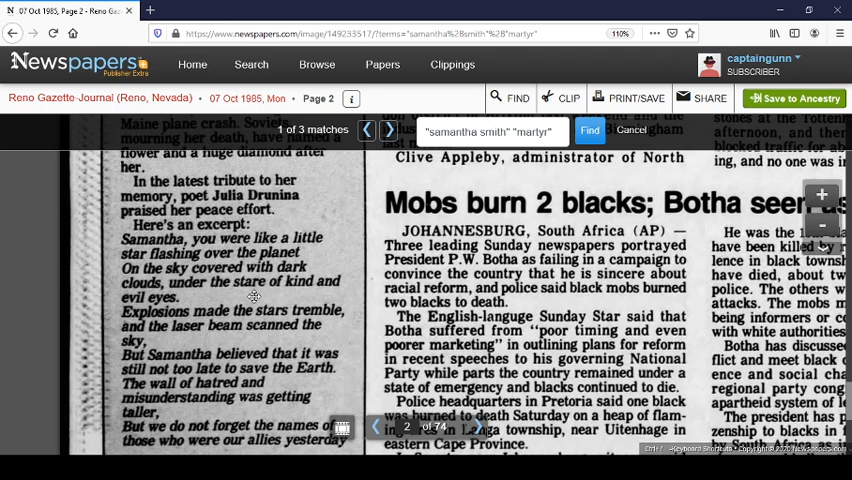 07 Oct 1985, Page 2 - Reno Gaz
https://www.newspapers.com/image/149233517/?terms="samantha%2Bsmith"%2B"martyr"
110%
Newspapers
Publisher Extra
Home
Search
Browse
Papers
Clippings
captaingunn
SUBSCRIBER
Reno Gazette-Journal (Reno, Nevada)
07 Oct 1985, Mon
Page 2
FIND
CLIP
PRINT/SAVE
SHARE
Save to Ancestry
1 of 3 matches
"samantha smith" "martyr"
Find
Cancel
Maine plane crash. Soviets,
mourning her death, have named a
flower and a huge diamond after
her.
In the latest tribute to her
memory, poet Julia Drunina
praised her peace effort.
Here's an excerpt:
Samantha, you were like a little
star flashing over the planet
On the sky covered with dark
clouds, under the stare of kind and
evil eyes.
Explosions made the stars tremble,
and the laser beam scanned the
sky,
But Samantha believed that it was
still not too late to save the Earth.
The wall of hatred and
misunderstanding was getting
taller,
But we do not forget the names of
those who were our allies yesterday
Clive Appleby, administrator of North
Mobs burn 2 blacks; Botha seen as
JOHANNESBURG, South Africa (AP) —
Three leading Sunday newspapers portrayed
President P.W. Botha as failing in a campaign to
convince the country that he is sincere about
racial reform, and police said black mobs burned
two blacks to death.
The English-languge Sunday Star said that
Botha suffered from "poor timing and even
poorer marketing" in outlining plans for reform
in recent speeches to his governing National
Party while parts the country remained under a
state of emergency and blacks continued to die.
Police headquarters in Pretoria said one black
was burned to death Saturday on a heap of flam-
township, near Uitenhage in
eastern Cape Province.
stones at the
afternoon, and
blocked traffic for
ing, and no one was in
He was the
have been killed by
lence in black
have died, about tw
police. The others w
attacks. The mobs m
being informers or co
with white authorities
Botha has discussed
flict and meet black
ence and social cha
regional party cong
apartheid system of le
The president has p
zenship to blacks in
by South Africa as in
2 of 74
Keyboard Shortcuts
© 2020 Newspapers.com